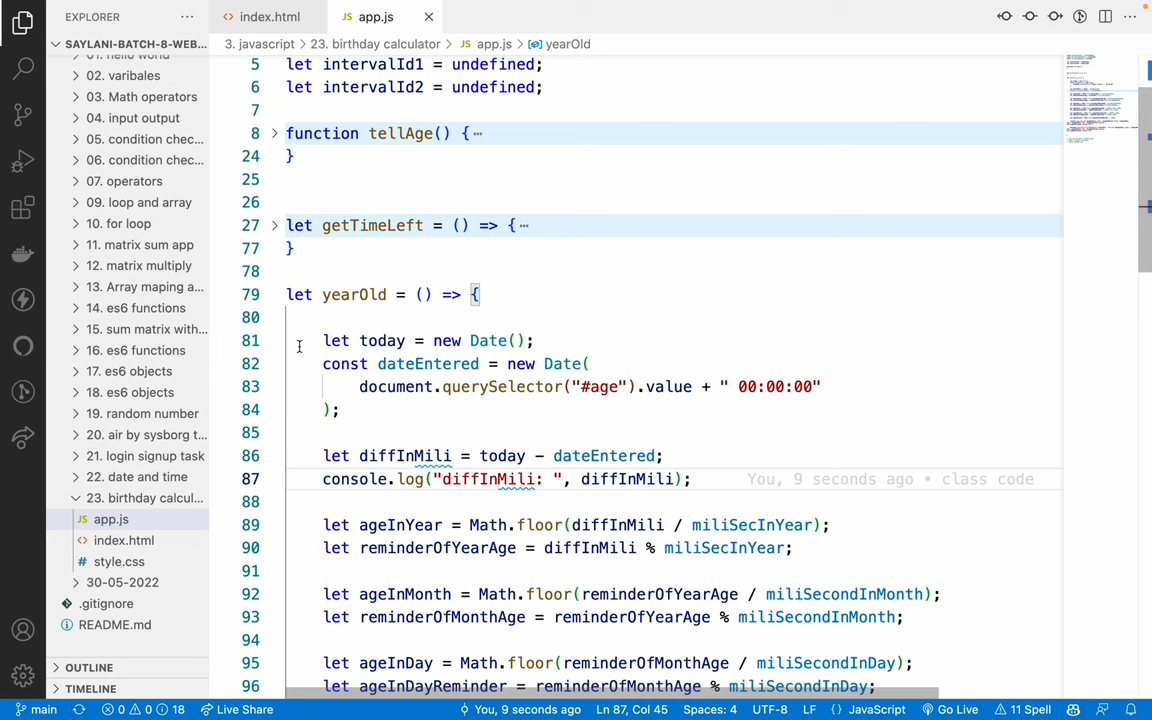 EXPLORER
index.html
JS app.js
SAYLANI-BATCH-8-WEB...
3. javascript > 23. birthday calculator > JS app.js > yearOld
01. hello world
02. varibales
03. Math operators
04. input output
05. condition chec...
06. condition chec...
07. operators
09. loop and array
10. for loop
11. matrix sum app
12. matrix multiply
13. Array maping a...
14. es6 functions
15. sum matrix with...
16. es6 functions
17. es6 objects
18. es6 objects
19. random number
20. air by sysborg t...
21. login signup task
22. date and time
23. birthday calcul...
JS app.js
index.html
# style.css
30-05-2022
.gitignore
README.md
OUTLINE
TIMELINE
5 let intervalId1 = undefined;
6 let intervalId2 = undefined;
7
8 function tellAge() { ⋯
24 }
25
26
27 let getTimeLeft = () => { ⋯
77 }
78
79 let yearOld = () => {
80
81 let today = new Date();
82 const dateEntered = new Date(
83 document.querySelector("#age").value + " 00:00:00"
84 );
85
86 let diffInMili = today - dateEntered;
87 console.log("diffInMili: ", diffInMili); You, 9 seconds ago • class code
88
89 let ageInYear = Math.floor(diffInMili / miliSecInYear);
90 let reminderOfYearAge = diffInMili % miliSecInYear;
91
92 let ageInMonth = Math.floor(reminderOfYearAge / miliSecondInMonth);
93 let reminderOfMonthAge = reminderOfYearAge % miliSecondInMonth;
94
95 let ageInDay = Math.floor(reminderOfMonthAge / miliSecondInDay);
96 let ageInDayReminder = reminderOfMonthAge % miliSecondInDay;
main 0 0 18 Live Share You, 9 seconds ago Ln 87, Col 45 Spaces: 4 UTF-8 LF {} JavaScript Go Live 11 Spell